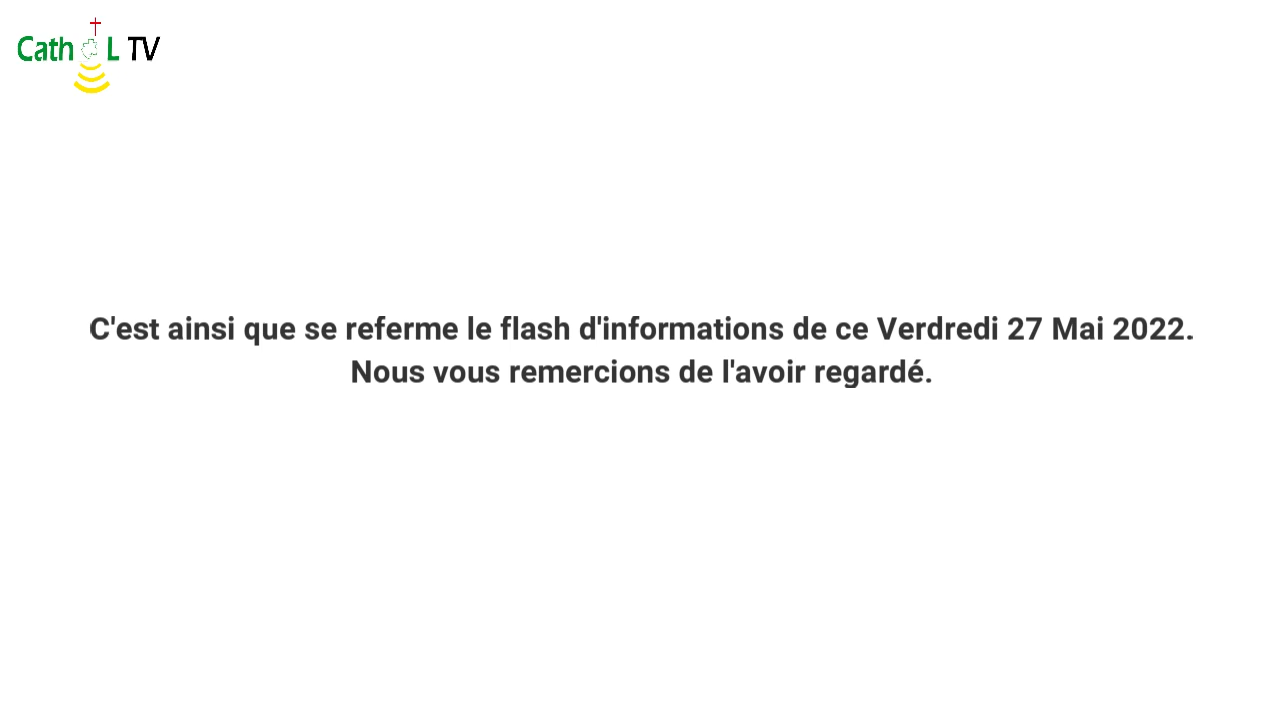 Cath L TV
C'est ainsi que se referme le flash d'informations de ce Verdredi 27 Mai 2022.
Nous vous remercions de l'avoir regardé.